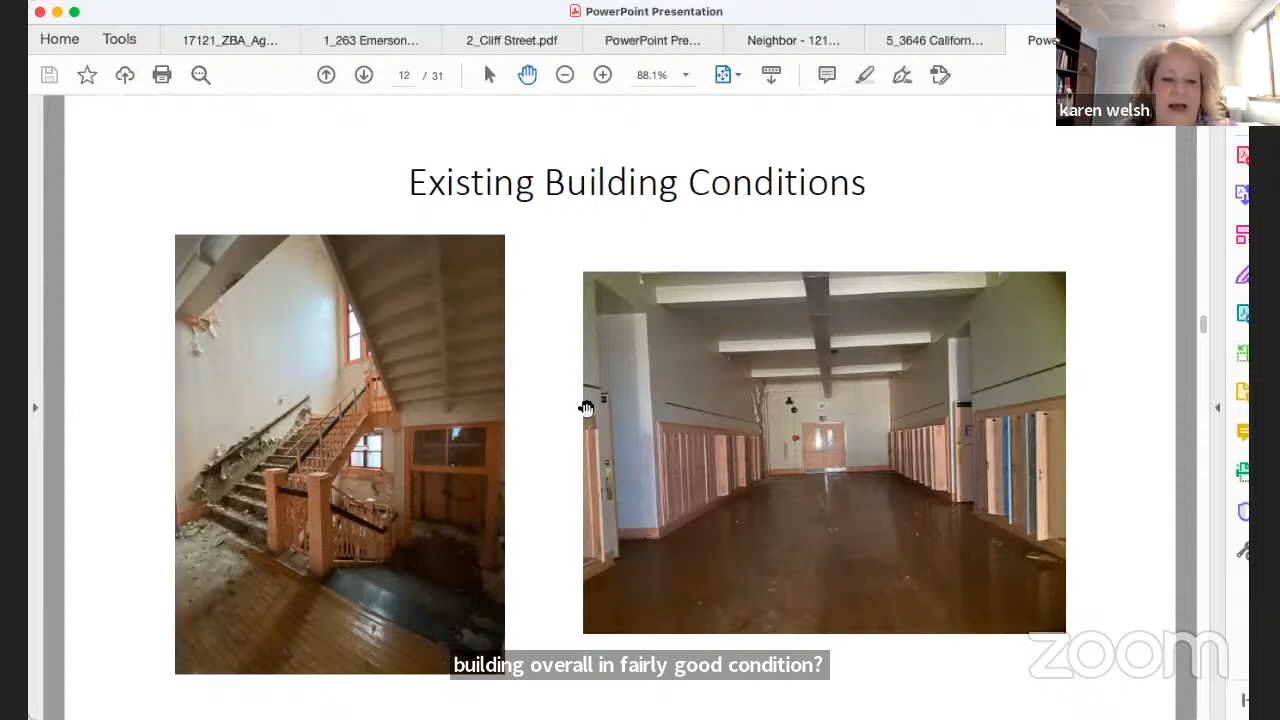 PowerPoint Presentation
Home
Tools
17121_ZBA_Ag...
1_263 Emerson...
2_Cliff Street.pdf
PowerPoint Pre...
Neighbor - 121...
5_3646 Californ...
Powe
12 / 31
88.1%
karen welsh
Existing Building Conditions
building overall in fairly good condition?
zoom